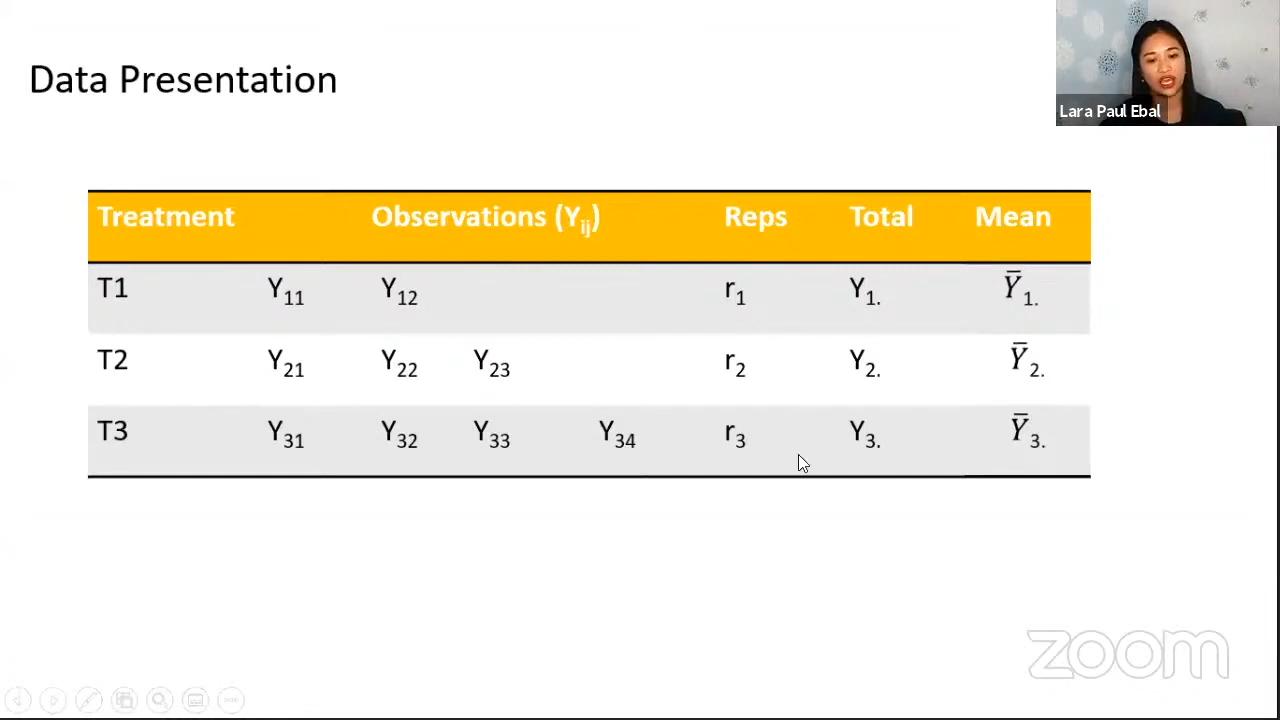 Data Presentation
Lara Paul Ebal
Treatment Observations (Yij) Reps Total Mean
T1 Y11 Y12 r1 Y1. Ȳ1.
T2 Y21 Y22 Y23 r2 Y2. Ȳ2.
T3 Y31 Y32 Y33 Y34 r3 Y3. Ȳ3.
zoom